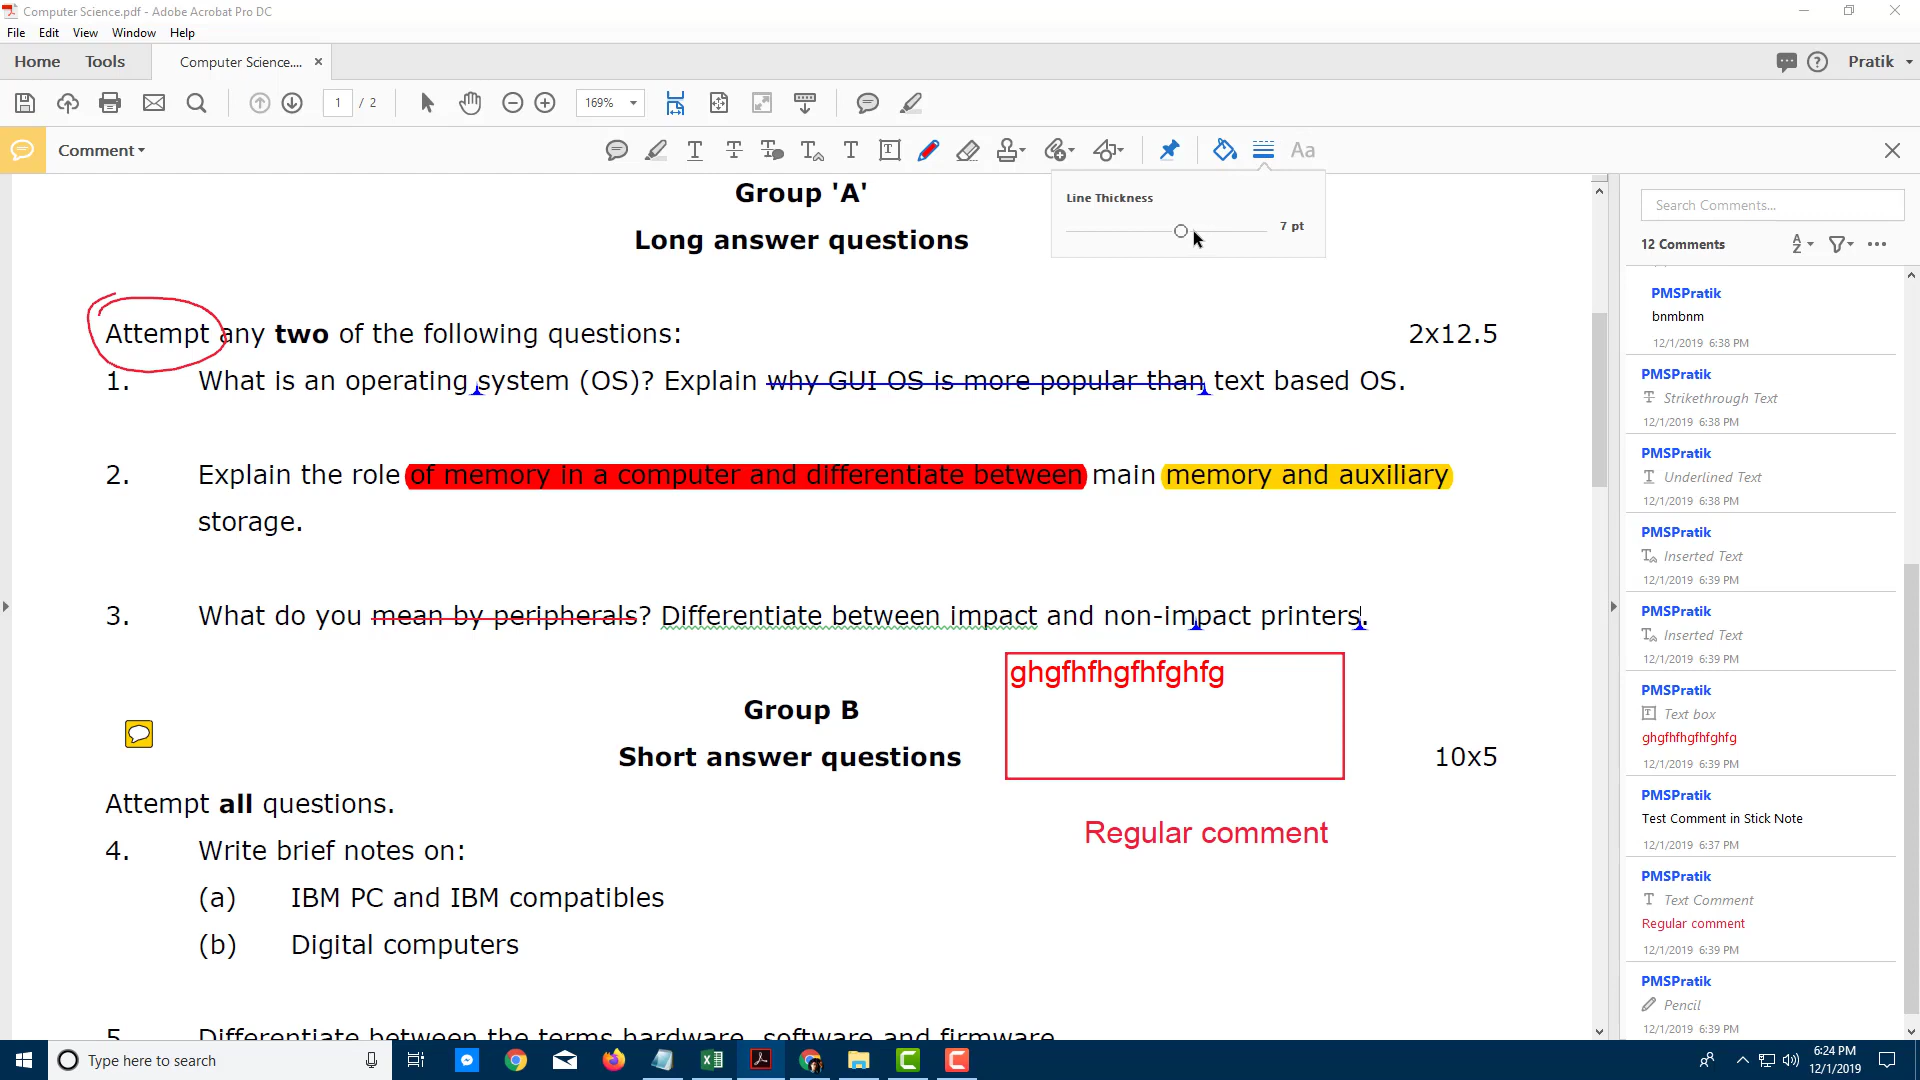 Computer Science.pdf - Adobe Acrobat Pro DC
File Edit View Window Help
Home Tools Computer Science.... × Pratik
1 / 2 169%
Comment
Line Thickness
7 pt
Group 'A'
Long answer questions
Attempt any two of the following questions: 2x12.5
1. What is an operating system (OS)? Explain why GUI OS is more popular than text based OS.
2. Explain the role of memory in a computer and differentiate between main memory and auxiliary
storage.
3. What do you mean by peripherals? Differentiate between impact and non-impact printers.
ghgfhfhgfhfghfg
Group B
Short answer questions 10x5
Regular comment
Attempt all questions.
4. Write brief notes on:
(a) IBM PC and IBM compatibles
(b) Digital computers
5. Differentiate between the terms hardware, software and firmware.
Search Comments...
12 Comments
PMSPratik
bnmbnm
12/1/2019 6:38 PM
PMSPratik
Strikethrough Text
12/1/2019 6:38 PM
PMSPratik
Underlined Text
12/1/2019 6:38 PM
PMSPratik
Inserted Text
12/1/2019 6:39 PM
PMSPratik
Inserted Text
12/1/2019 6:39 PM
PMSPratik
Text box
ghgfhfhgfhfghfg
12/1/2019 6:39 PM
PMSPratik
Test Comment in Stick Note
12/1/2019 6:37 PM
PMSPratik
Text Comment
Regular comment
12/1/2019 6:39 PM
PMSPratik
Pencil
12/1/2019 6:39 PM
Type here to search
6:24 PM
12/1/2019